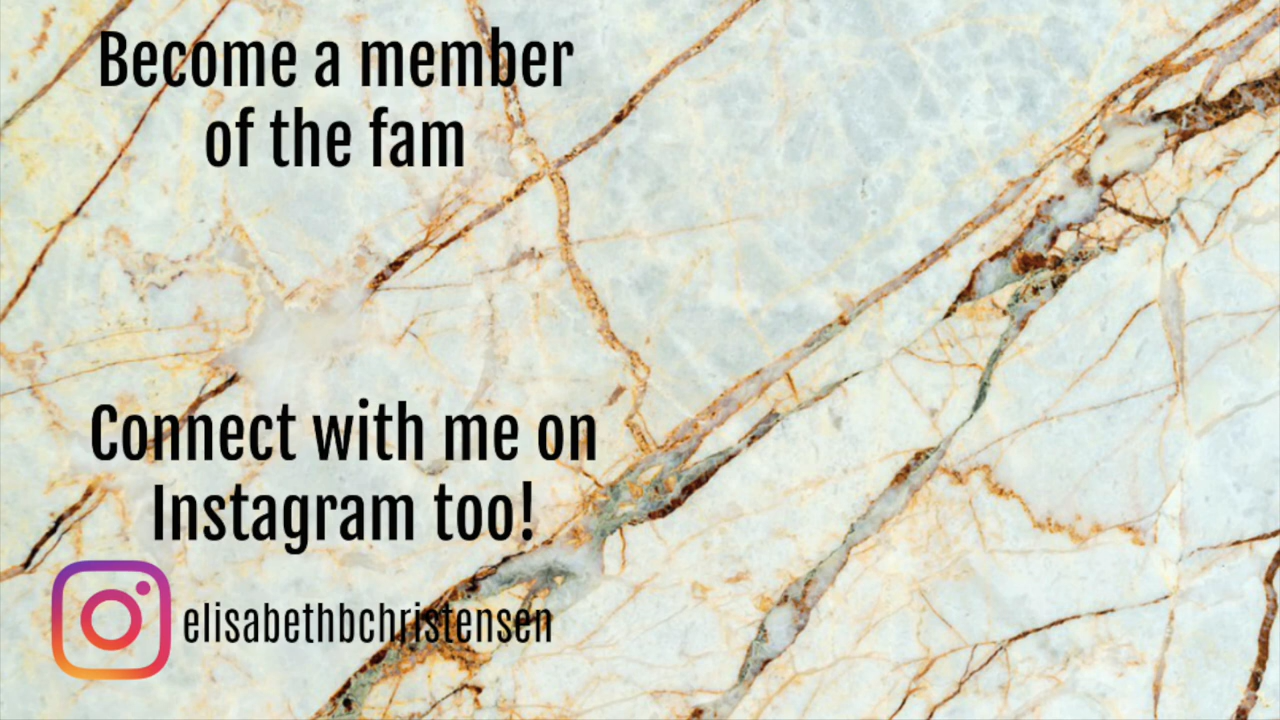 Become a member
of the fam
Connect with me on
Instagram too!
elisabethbchristensen